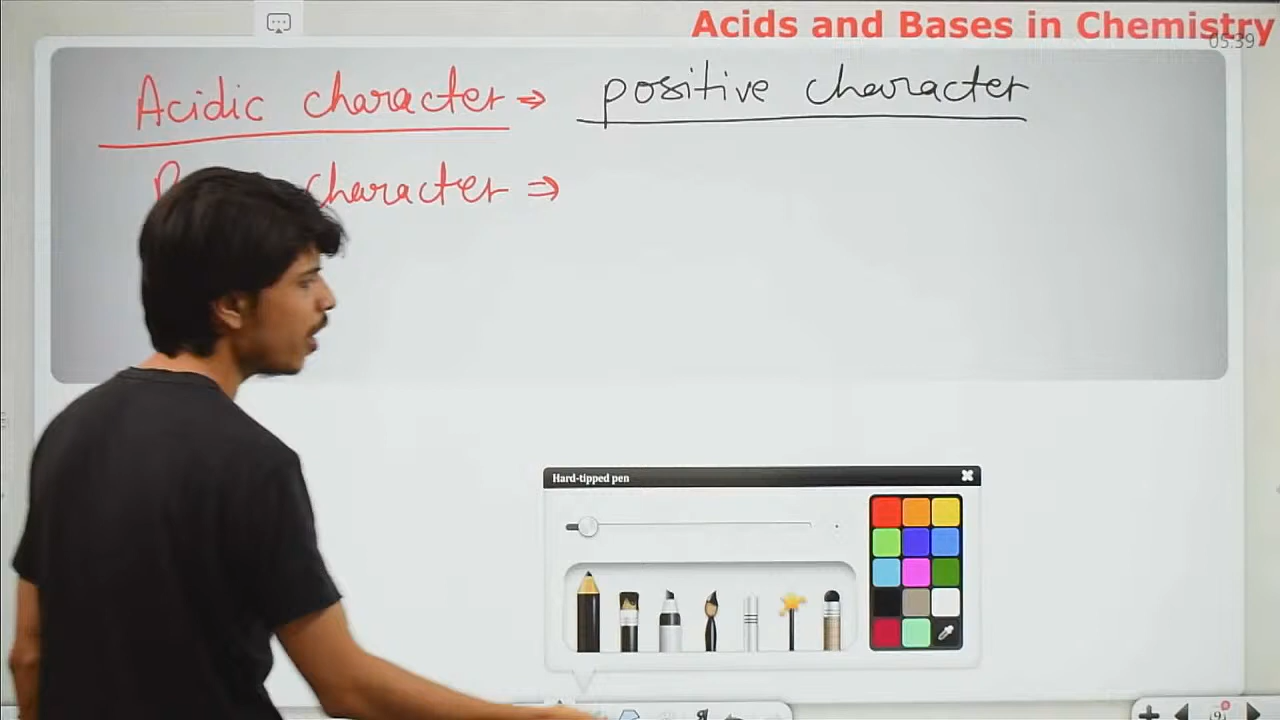 Acids and Bases in Chemistry
05:39
Acidic character → positive character
character ⇒
Hard-tipped pen